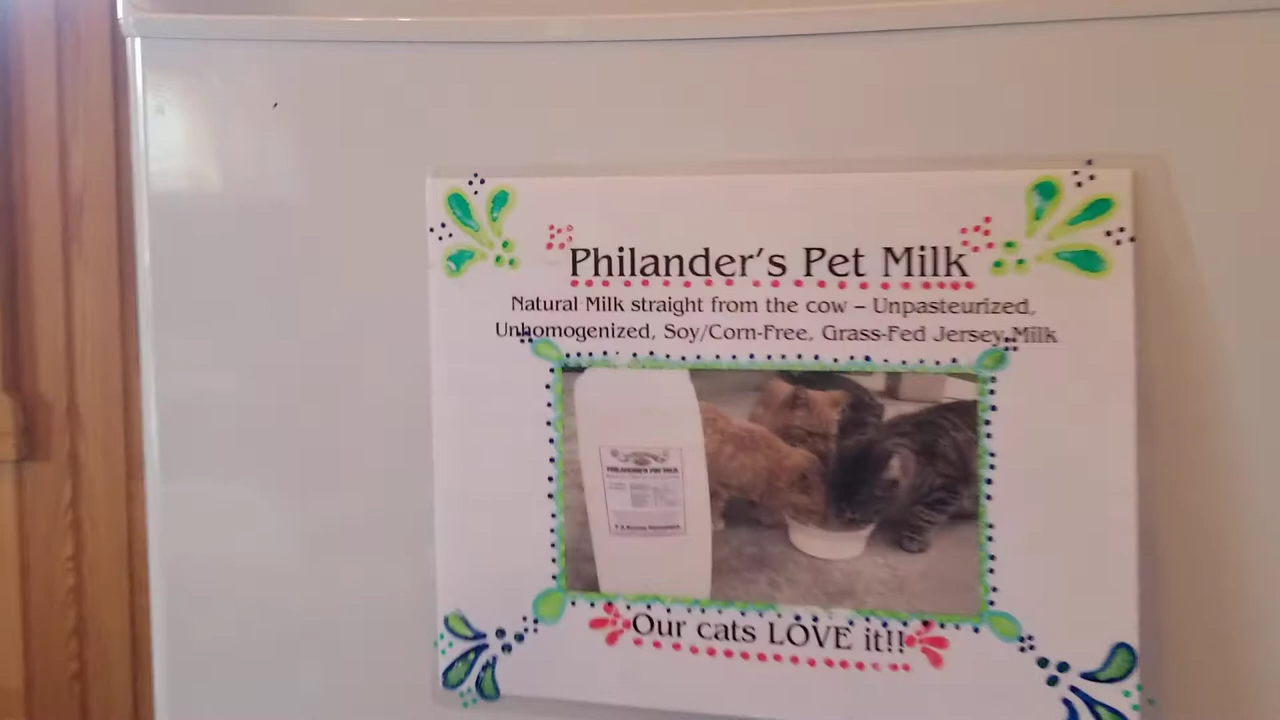 Philander's Pet Milk
Natural Milk straight from the cow – Unpasteurized,
Unhomogenized, Soy/Corn-Free, Grass-Fed Jersey Milk
PHILANDER'S PET MILK
Our cats LOVE it!!